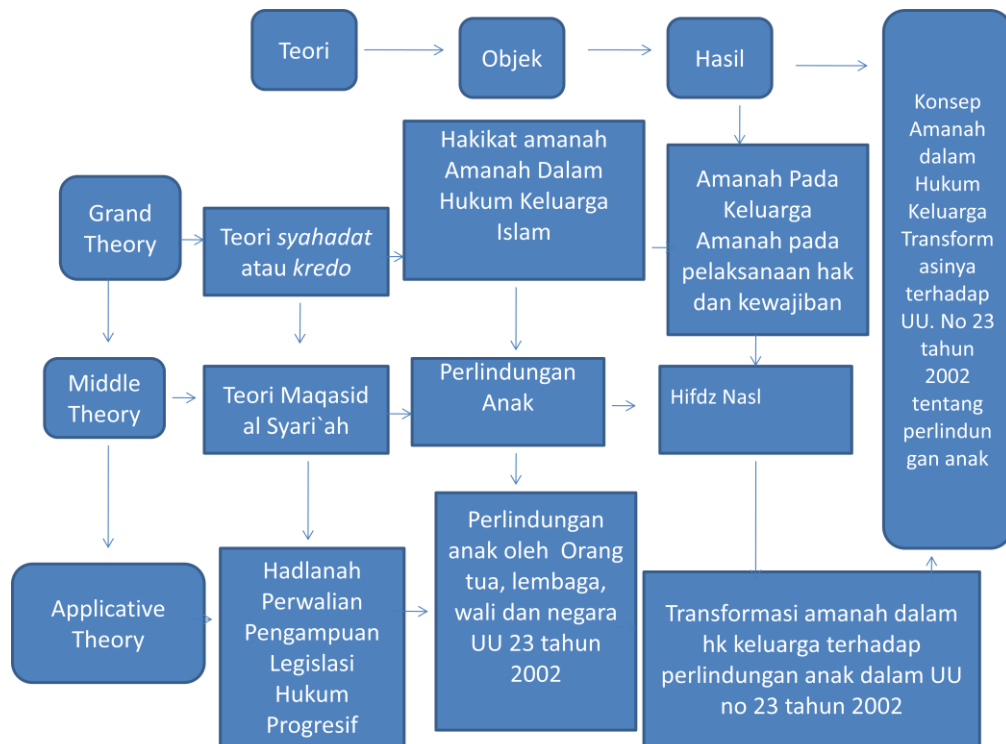 Teori
Objek
Hasil
Konsep
Amanah
dalam
Hukum
Keluarga
Transform
asinya
terhadap
UU. No 23
tahun
2002
tentang
perlindun
gan anak
Grand
Theory
Teori syahadat
atau kredo
Hakikat amanah
Amanah Dalam
Hukum Keluarga
Islam
Amanah Pada
Keluarga
Amanah pada
pelaksanaan hak
dan kewajiban
Middle
Theory
Teori Maqasid
al Syari`ah
Perlindungan
Anak
Hifdz Nasl
Applicative
Theory
Hadlanah
Perwalian
Pengampuan
Legislasi
Hukum
Progresif
Perlindungan
anak oleh Orang
tua, lembaga,
wali dan negara
UU 23 tahun
2002
Transformasi amanah dalam
hk keluarga terhadap
perlindungan anak dalam UU
no 23 tahun 2002